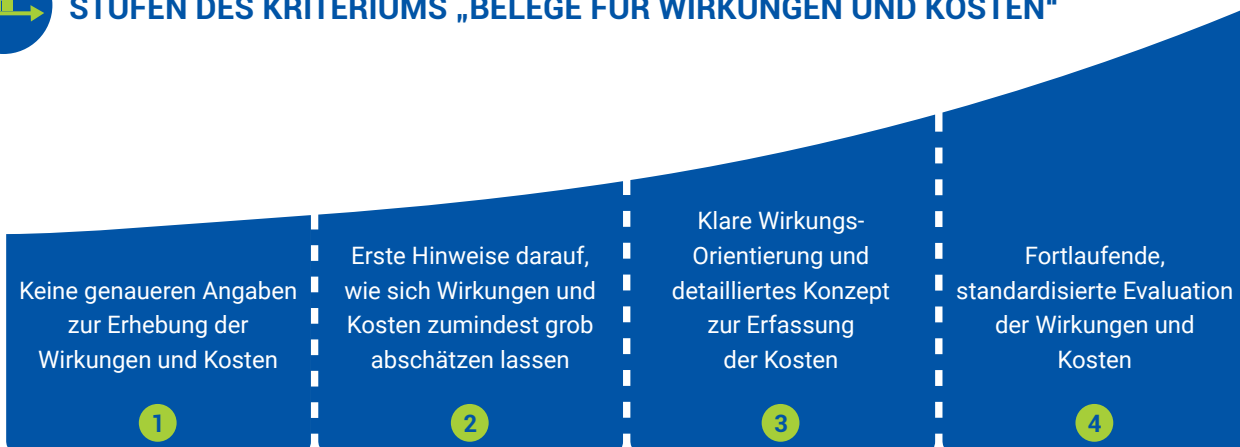 STUFEN DES KRITERIUMS „BELEGE FÜR WIRKUNGEN UND KOSTEN“
Keine genaueren Angaben
zur Erhebung der
Wirkungen und Kosten
1
Erste Hinweise darauf,
wie sich Wirkungen und
Kosten zumindest grob
abschätzen lassen
2
Klare Wirkungs-
Orientierung und
detailliertes Konzept
zur Erfassung
der Kosten
3
Fortlaufende,
standardisierte Evaluation
der Wirkungen und
Kosten
4